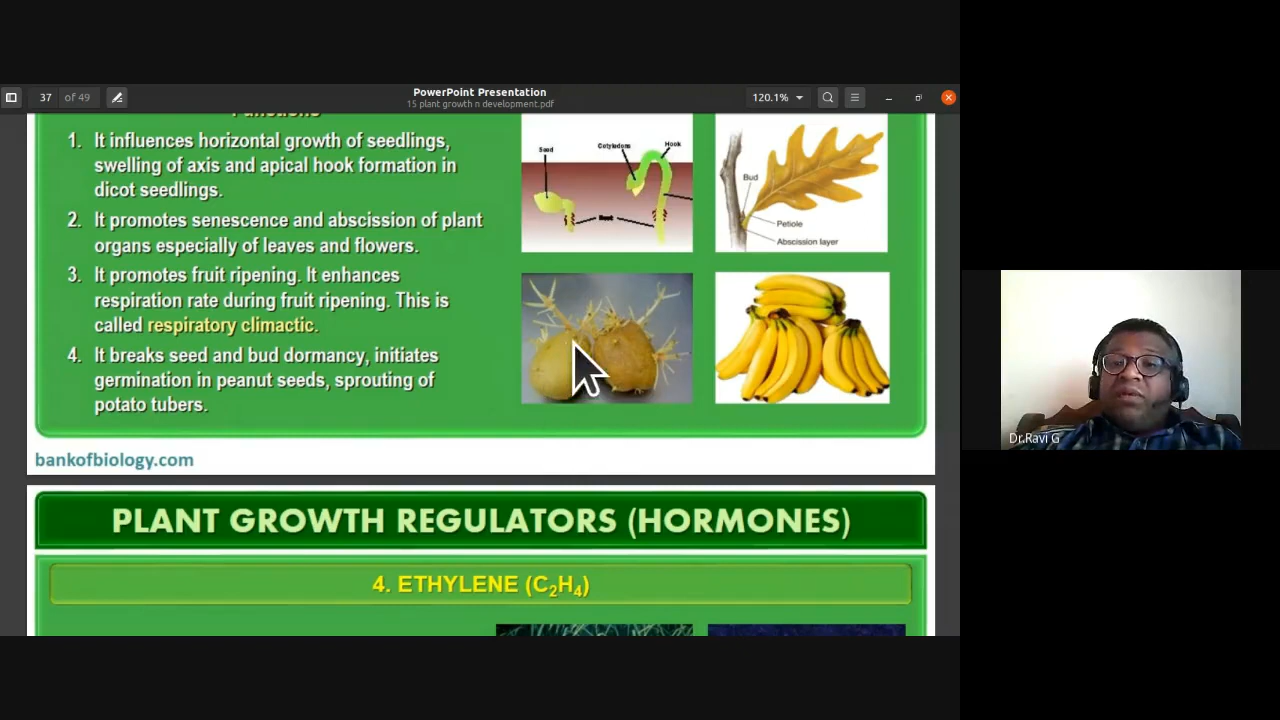 37 of 49
PowerPoint Presentation
15 plant growth n development.pdf
120.1%
Functions
1. It influences horizontal growth of seedlings,
swelling of axis and apical hook formation in
dicot seedlings.
2. It promotes senescence and abscission of plant
organs especially of leaves and flowers.
3. It promotes fruit ripening. It enhances
respiration rate during fruit ripening. This is
called respiratory climactic.
4. It breaks seed and bud dormancy, initiates
germination in peanut seeds, sprouting of
potato tubers.
Seed
Cotyledons
Hook
Root
Bud
Petiole
Abscission layer
bankofbiology.com
PLANT GROWTH REGULATORS (HORMONES)
4. ETHYLENE (C₂H₄)
Dr.Ravi G